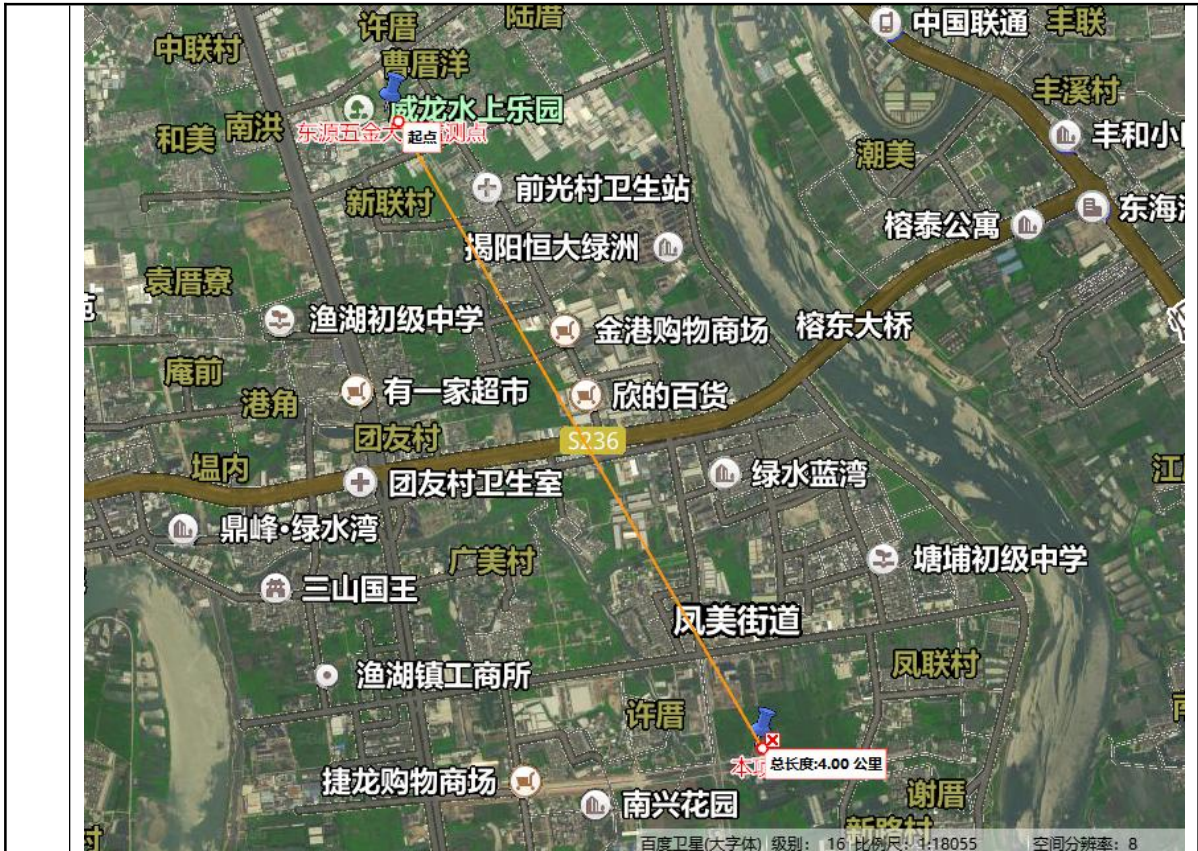 许厝
陆厝
中国联通
丰联
中联村
曹厝洋
丰溪村
威龙水上乐园
和美
南洪
东源五金大
测点
起点
丰和小
潮美
前光村卫生站
新联村
东海
榕泰公寓
揭阳恒大绿洲
袁厝寮
渔湖初级中学
金港购物商场
榕东大桥
庵前
有一家超市
欣的百货
港角
团友村
S236
塭内
团友村卫生室
绿水蓝湾
江
鼎峰·绿水湾
广美村
塘埔初级中学
三山国王
凤美街道
渔湖镇工商所
凤联村
许厝
本项
总长度:4.00 公里
捷龙购物商场
南兴花园
谢厝
新路村
村
百度卫星(大字体) 级别： 16 比例尺：1:18055 空间分辨率：8